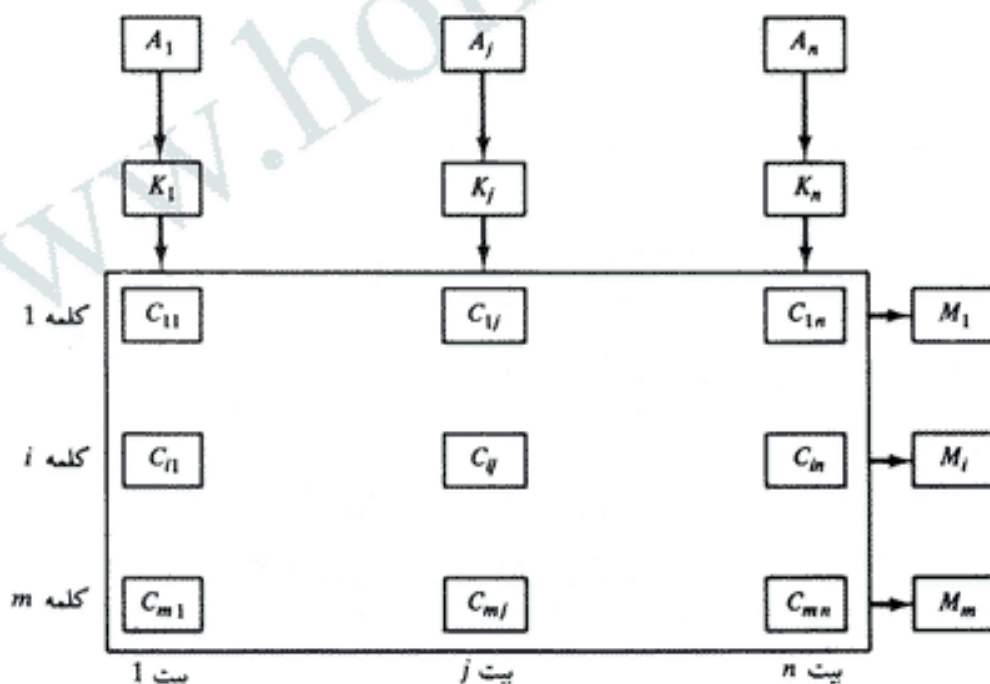 A₁ Aⱼ Aₙ
K₁ Kⱼ Kₙ
کلمه 1 C₁₁ C₁ⱼ C₁ₙ M₁
کلمه i Cᵢ₁ Cᵢⱼ Cᵢₙ Mᵢ
کلمه m Cₘ₁ Cₘⱼ Cₘₙ Mₘ
بیت 1 بیت j بیت n